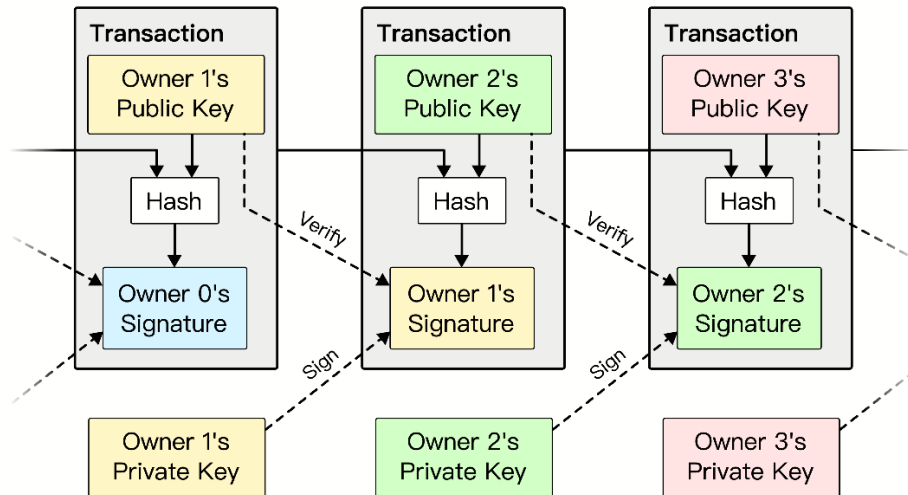 Transaction
Owner 1's
Public Key
Hash
Owner 0's
Signature
Transaction
Owner 2's
Public Key
Hash
Verify
Owner 1's
Signature
Sign
Transaction
Owner 3's
Public Key
Hash
Verify
Owner 2's
Signature
Sign
Owner 1's
Private Key
Owner 2's
Private Key
Owner 3's
Private Key